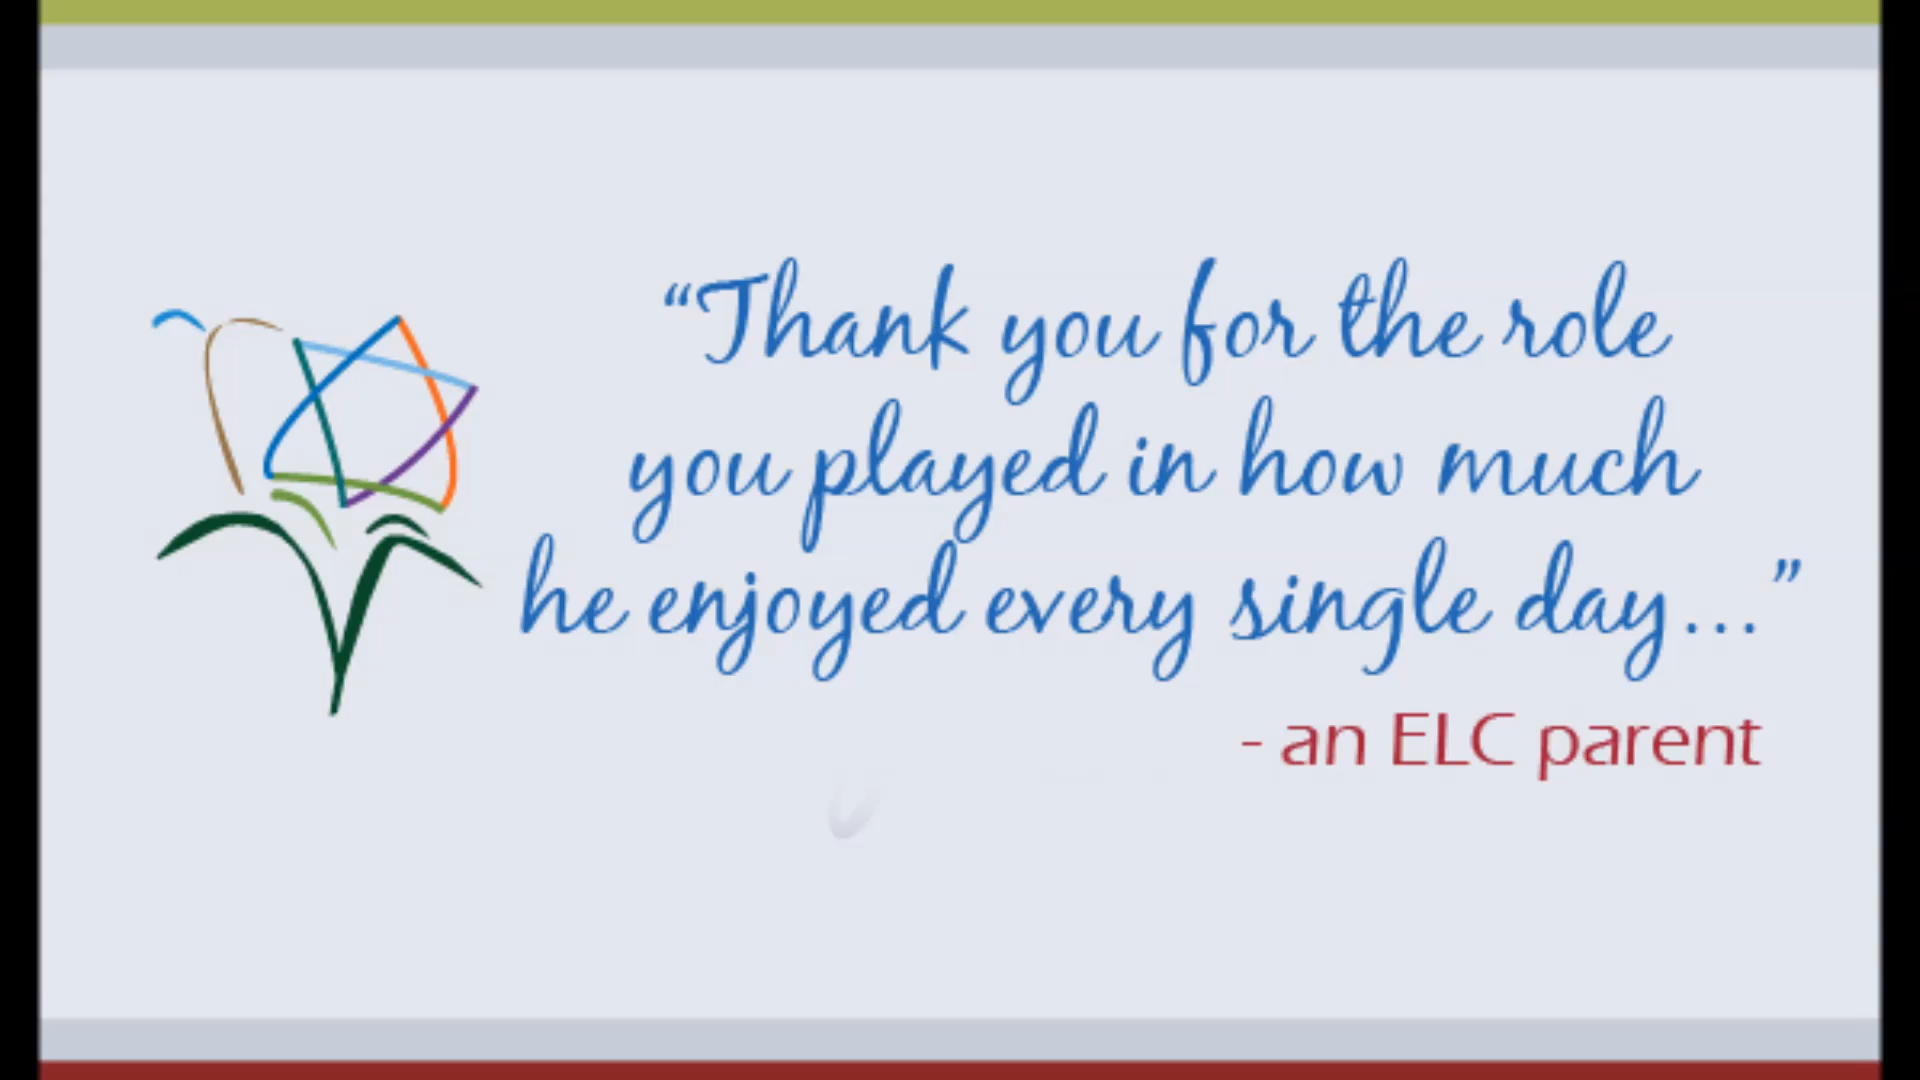 “Thank you for the role
you played in how much
he enjoyed every single day...”
- an ELC parent